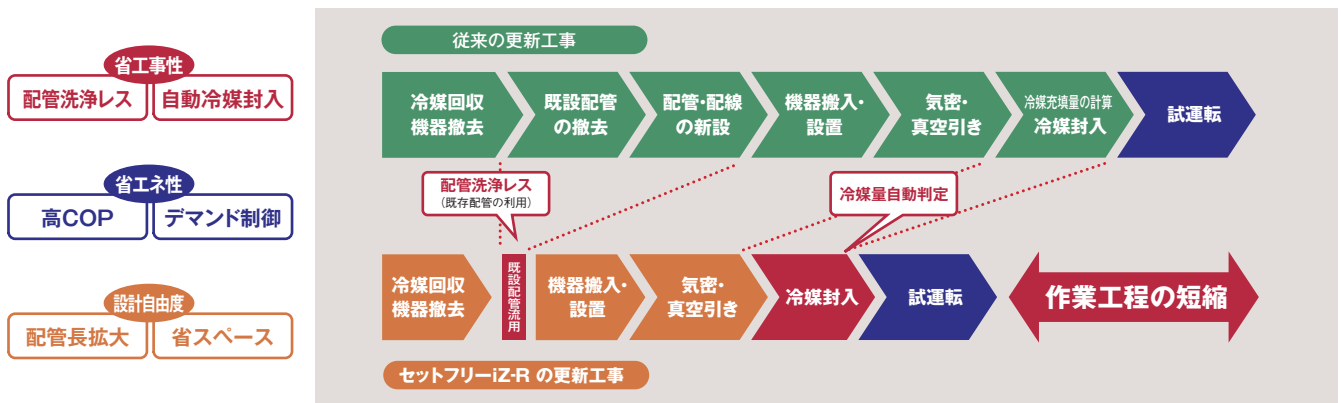 省工事性
配管洗浄レス
自動冷媒封入
省エネ性
高COP
デマンド制御
設計自由度
配管長拡大
省スペース
従来の更新工事
冷媒回収
機器撤去
既設配管
の撤去
配管・配線
の新設
機器搬入・
設置
気密・
真空引き
冷媒充填量の計算
冷媒封入
試運転
配管洗浄レス
（既存配管の利用）
冷媒量自動判定
冷媒回収
機器撤去
既設配管流用
機器搬入・
設置
気密・
真空引き
冷媒封入
試運転
作業工程の短縮
セットフリーiZ-R の更新工事